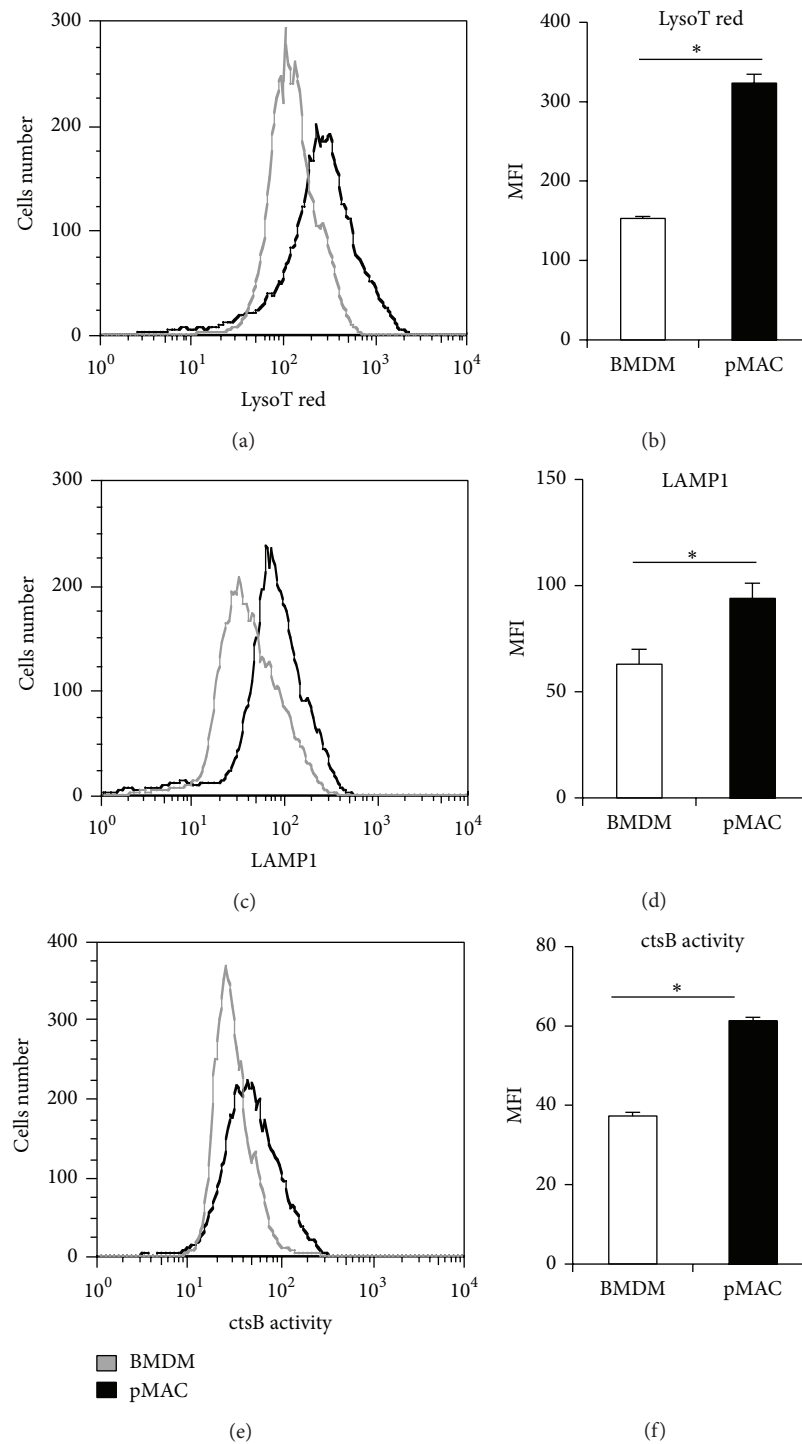 300
200
100
0
Cells number
10^0 10^1 10^2 10^3 10^4
LysoT red
(a)
LysoT red
400
300
200
100
0
MFI
*
BMDM pMAC
(b)
300
200
100
0
Cells number
10^0 10^1 10^2 10^3 10^4
LAMP1
(c)
LAMP1
150
100
50
0
MFI
*
BMDM pMAC
(d)
400
300
200
100
0
Cells number
10^0 10^1 10^2 10^3 10^4
ctsB activity
BMDM
pMAC
(e)
ctsB activity
80
60
40
20
0
MFI
*
BMDM pMAC
(f)